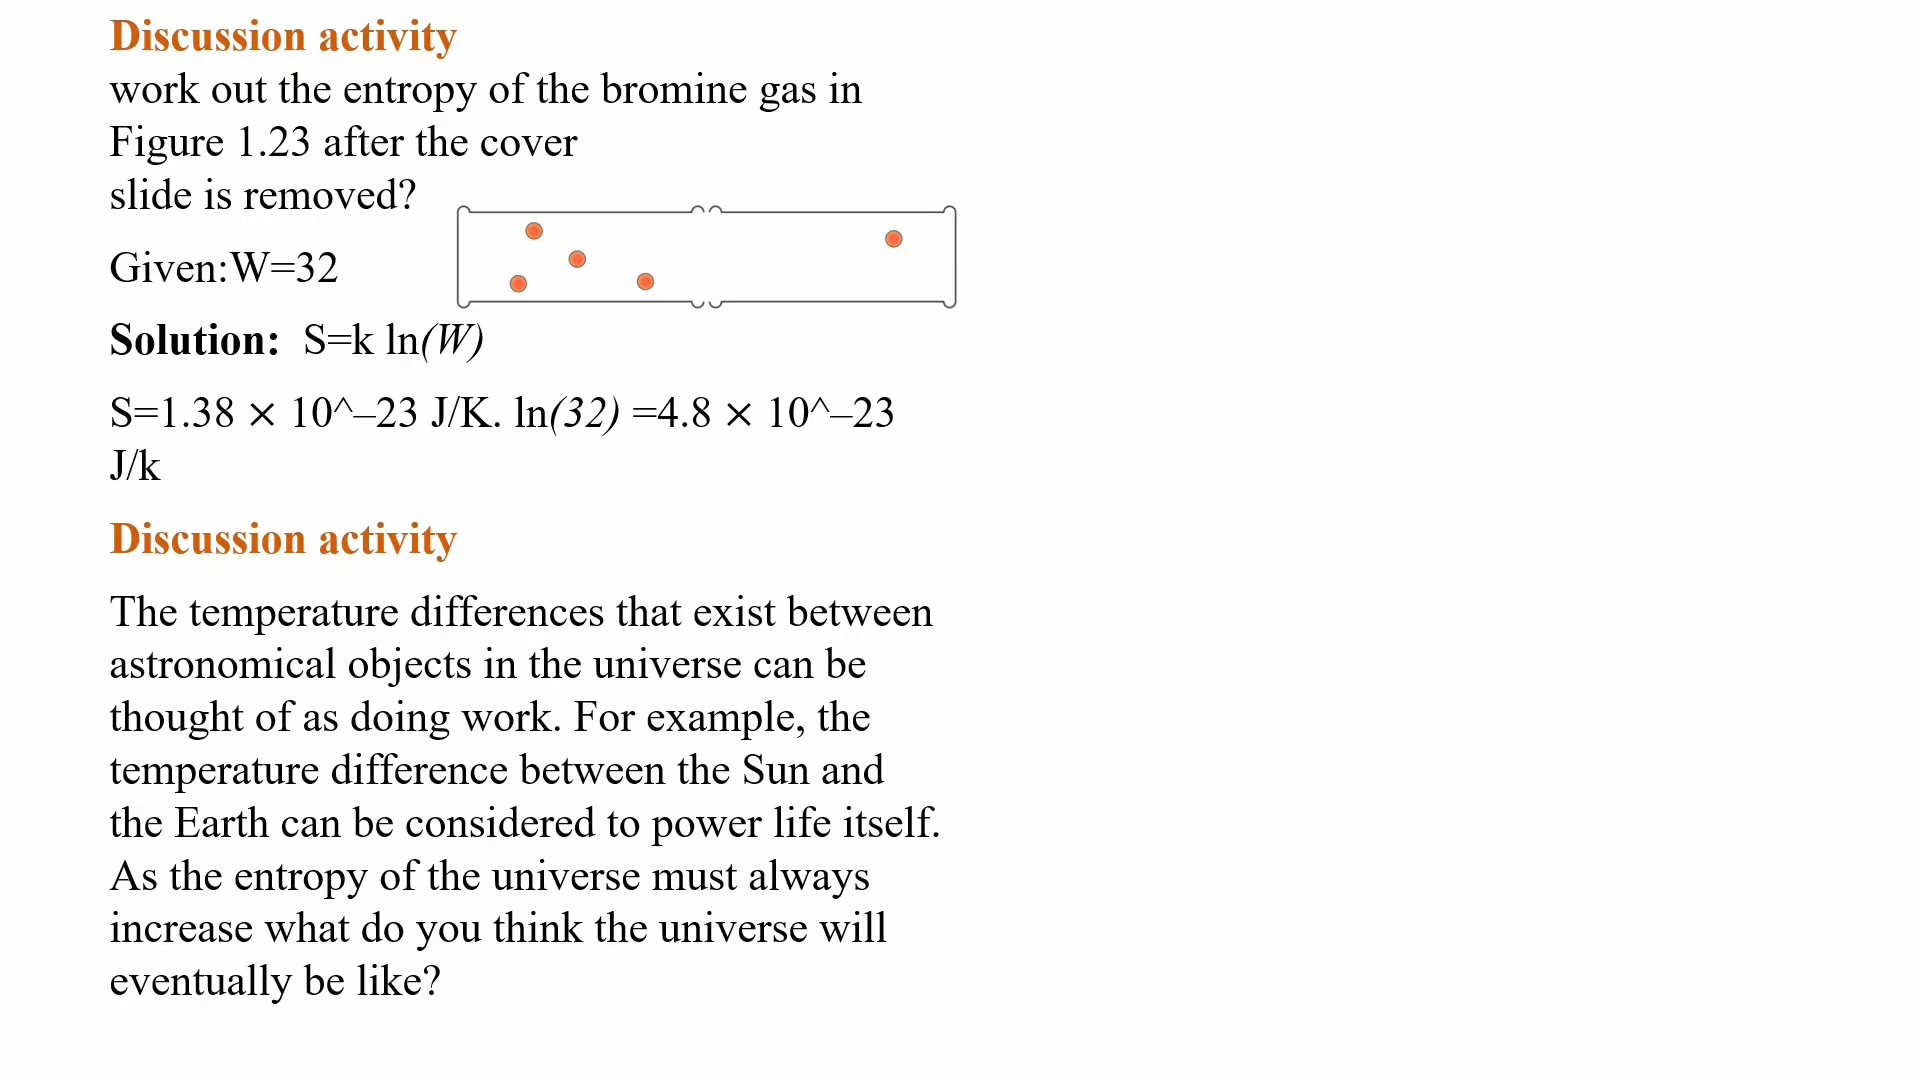 Discussion activity
work out the entropy of the bromine gas in
Figure 1.23 after the cover
slide is removed?
Given:W=32
Solution: S=k ln(W)
S=1.38 × 10^–23 J/K. ln(32) =4.8 × 10^–23
J/k
Discussion activity
The temperature differences that exist between
astronomical objects in the universe can be
thought of as doing work. For example, the
temperature difference between the Sun and
the Earth can be considered to power life itself.
As the entropy of the universe must always
increase what do you think the universe will
eventually be like?